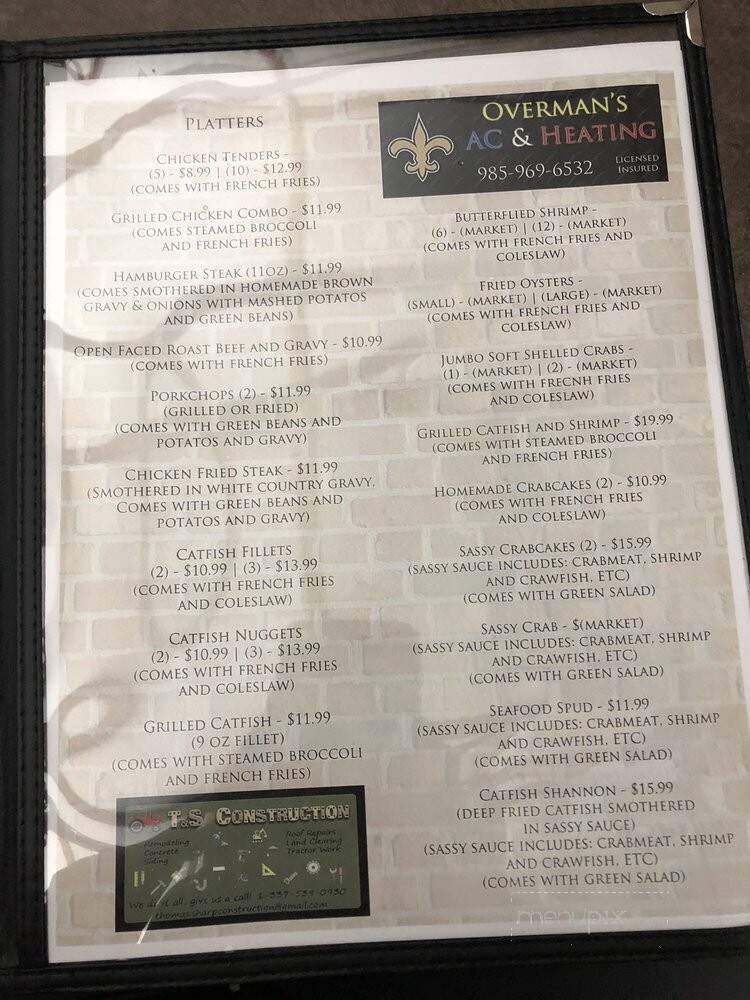 PLATTERS
CHICKEN TENDERS -
(5) - $8.99 | (10) - $12.99
(COMES WITH FRENCH FRIES)
GRILLED CHICKEN COMBO - $11.99
(COMES STEAMED BROCCOLI
AND FRENCH FRIES)
HAMBURGER STEAK (11OZ) - $11.99
(COMES SMOTHERED IN HOMEMADE BROWN
GRAVY & ONIONS WITH MASHED POTATOS
AND GREEN BEANS)
OPEN FACED ROAST BEEF AND GRAVY - $10.99
(COMES WITH FRENCH FRIES)
PORKCHOPS (2) - $11.99
(GRILLED OR FRIED)
(COMES WITH GREEN BEANS AND
POTATOS AND GRAVY)
CHICKEN FRIED STEAK - $11.99
(SMOTHERED IN WHITE COUNTRY GRAVY,
COMES WITH GREEN BEANS AND
POTATOS AND GRAVY)
CATFISH FILLETS
(2) - $10.99 | (3) - $13.99
(COMES WITH FRENCH FRIES
AND COLESLAW)
CATFISH NUGGETS
(2) - $10.99 | (3) - $13.99
(COMES WITH FRENCH FRIES
AND COLESLAW)
GRILLED CATFISH - $11.99
(9 OZ FILLET)
(COMES WITH STEAMED BROCCOLI
AND FRENCH FRIES)
T&S CONSTRUCTION
Remodeling
Concrete
Siding
Roof Repairs
Land Clearing
Tractor Work
We do it all, give us a call! 1-337-539-0930
thomas.sharpconstruction@gmail.com
OVERMAN'S
AC & HEATING
985-969-6532
LICENSED
INSURED
BUTTERFLIED SHRIMP -
(6) - (MARKET) | (12) - (MARKET)
(COMES WITH FRENCH FRIES AND
COLESLAW)
FRIED OYSTERS -
(SMALL) - (MARKET) | (LARGE) - (MARKET)
(COMES WITH FRENCH FRIES AND
COLESLAW)
JUMBO SOFT SHELLED CRABS -
(1) - (MARKET) | (2) - (MARKET)
(COMES WITH FRECNH FRIES
AND COLESLAW)
GRILLED CATFISH AND SHRIMP - $19.99
(COMES WITH STEAMED BROCCOLI
AND FRENCH FRIES)
HOMEMADE CRABCAKES (2) - $10.99
(COMES WITH FRENCH FRIES
AND COLESLAW)
SASSY CRABCAKES (2) - $15.99
(SASSY SAUCE INCLUDES: CRABMEAT, SHRIMP
AND CRAWFISH, ETC)
(COMES WITH GREEN SALAD)
SASSY CRAB - $(MARKET)
(SASSY SAUCE INCLUDES: CRABMEAT, SHRIMP
AND CRAWFISH, ETC)
(COMES WITH GREEN SALAD)
SEAFOOD SPUD - $11.99
(SASSY SAUCE INCLUDES: CRABMEAT, SHRIMP
AND CRAWFISH, ETC)
(COMES WITH GREEN SALAD)
CATFISH SHANNON - $15.99
(DEEP FRIED CATFISH SMOTHERED
IN SASSY SAUCE)
(SASSY SAUCE INCLUDES: CRABMEAT, SHRIMP
AND CRAWFISH, ETC)
(COMES WITH GREEN SALAD)
menupix